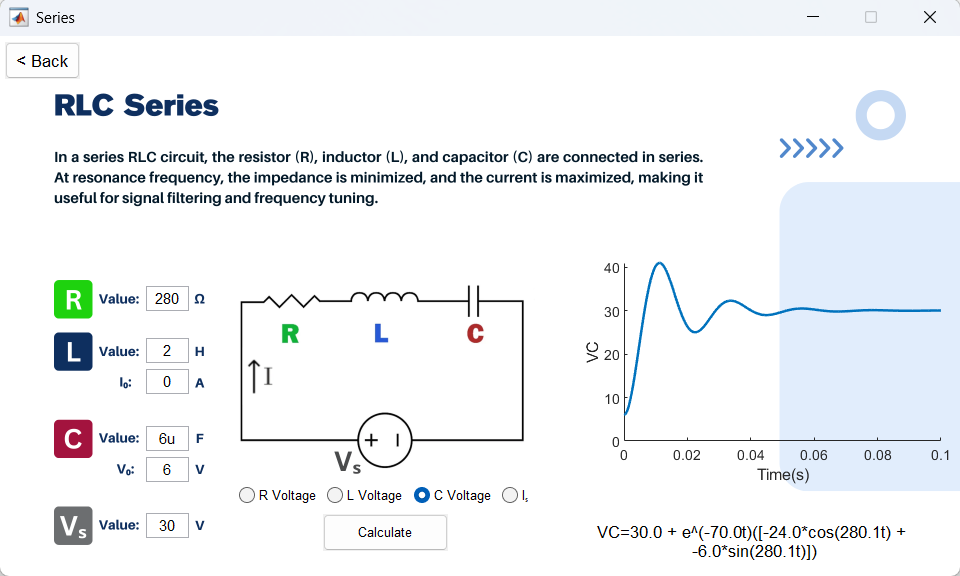 Series
< Back
RLC Series
In a series RLC circuit, the resistor (R), inductor (L), and capacitor (C) are connected in series.
At resonance frequency, the impedance is minimized, and the current is maximized, making it
useful for signal filtering and frequency tuning.
R Value: 280 Ω
L Value: 2 H
I₀: 0 A
C Value: 6u F
V₀: 6 V
Vs Value: 30 V
R L C
I
+ I
Vs
R Voltage L Voltage C Voltage I,
Calculate
40
30
20
10
0
VC
0 0.02 0.04 0.06 0.08 0.1
Time(s)
VC=30.0 + e^(-70.0t)([-24.0*cos(280.1t) +
-6.0*sin(280.1t)])